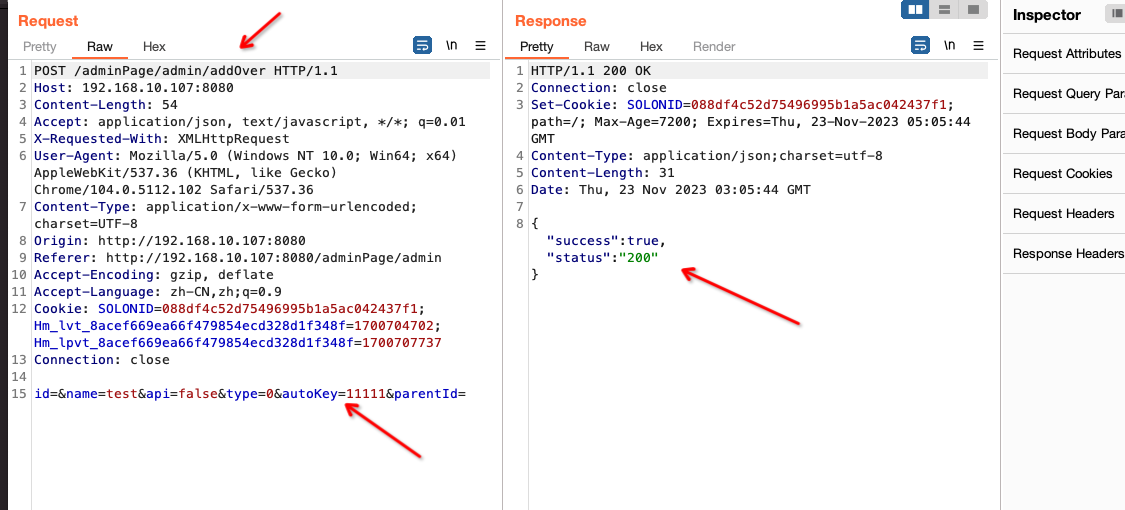 Request
Pretty Raw Hex \n
1 POST /adminPage/admin/addOver HTTP/1.1
2 Host: 192.168.10.107:8080
3 Content-Length: 54
4 Accept: application/json, text/javascript, */*; q=0.01
5 X-Requested-With: XMLHttpRequest
6 User-Agent: Mozilla/5.0 (Windows NT 10.0; Win64; x64)
AppleWebKit/537.36 (KHTML, like Gecko)
Chrome/104.0.5112.102 Safari/537.36
7 Content-Type: application/x-www-form-urlencoded;
charset=UTF-8
8 Origin: http://192.168.10.107:8080
9 Referer: http://192.168.10.107:8080/adminPage/admin
10 Accept-Encoding: gzip, deflate
11 Accept-Language: zh-CN,zh;q=0.9
12 Cookie: SOLONID=088df4c52d75496995b1a5ac042437f1;
Hm_lvt_8acef669ea66f479854ecd328d1f348f=1700704702;
Hm_lpvt_8acef669ea66f479854ecd328d1f348f=1700707737
13 Connection: close
14
15 id=&name=test&api=false&type=0&autoKey=11111&parentId=
Response
Pretty Raw Hex Render \n
1 HTTP/1.1 200 OK
2 Connection: close
3 Set-Cookie: SOLONID=088df4c52d75496995b1a5ac042437f1;
path=/; Max-Age=7200; Expires=Thu, 23-Nov-2023 05:05:44
GMT
4 Content-Type: application/json;charset=utf-8
5 Content-Length: 31
6 Date: Thu, 23 Nov 2023 03:05:44 GMT
7
8 {
"success":true,
"status":"200"
}
Inspector
Request Attributes
Request Query Para
Request Body Para
Request Cookies
Request Headers
Response Headers